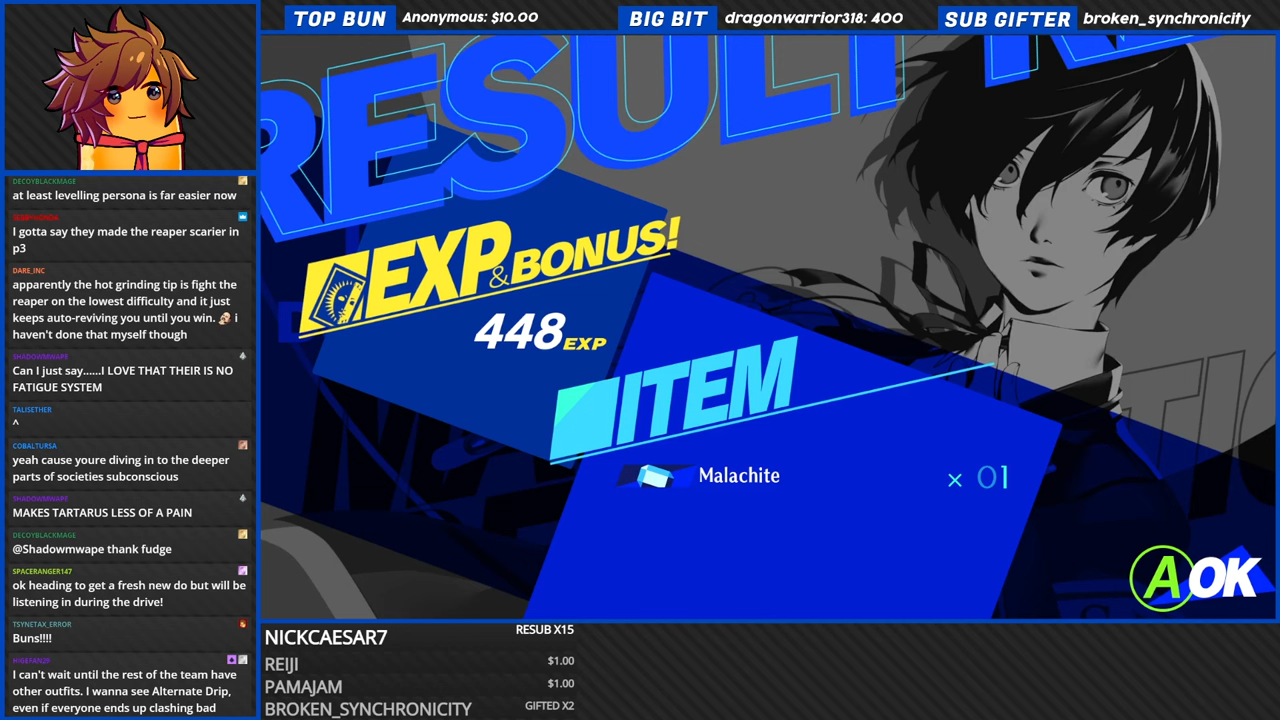 TOP BUN Anonymous: $10.00 BIG BIT dragonwarrior318: 400 SUB GIFTER broken_synchronicity
RESULT
EXP & BONUS!
448 EXP
ITEM
Malachite × 01
A OK
DECOYBLACKMAGE
at least levelling persona is far easier now
I gotta say they made the reaper scarier in
p3
DARE_INC
apparently the hot grinding tip is fight the
reaper on the lowest difficulty and it just
keeps auto-reviving you until you win. i
haven't done that myself though
SHADOWMWAPE
Can I just say......I LOVE THAT THEIR IS NO
FATIGUE SYSTEM
TALISETHER
^
COBALTURSA
yeah cause youre diving in to the deeper
parts of societies subconscious
SHADOWMWAPE
MAKES TARTARUS LESS OF A PAIN
DECOYBLACKMAGE
@Shadowmwape thank fudge
SPACERANGER147
ok heading to get a fresh new do but will be
listening in during the drive!
TSYNETAX_ERROR
Buns!!!!
I can't wait until the rest of the team have
other outfits. I wanna see Alternate Drip,
even if everyone ends up clashing bad
NICKCAESAR7 RESUB X15
REIJI $1.00
PAMAJAM $1.00
BROKEN_SYNCHRONICITY GIFTED X2